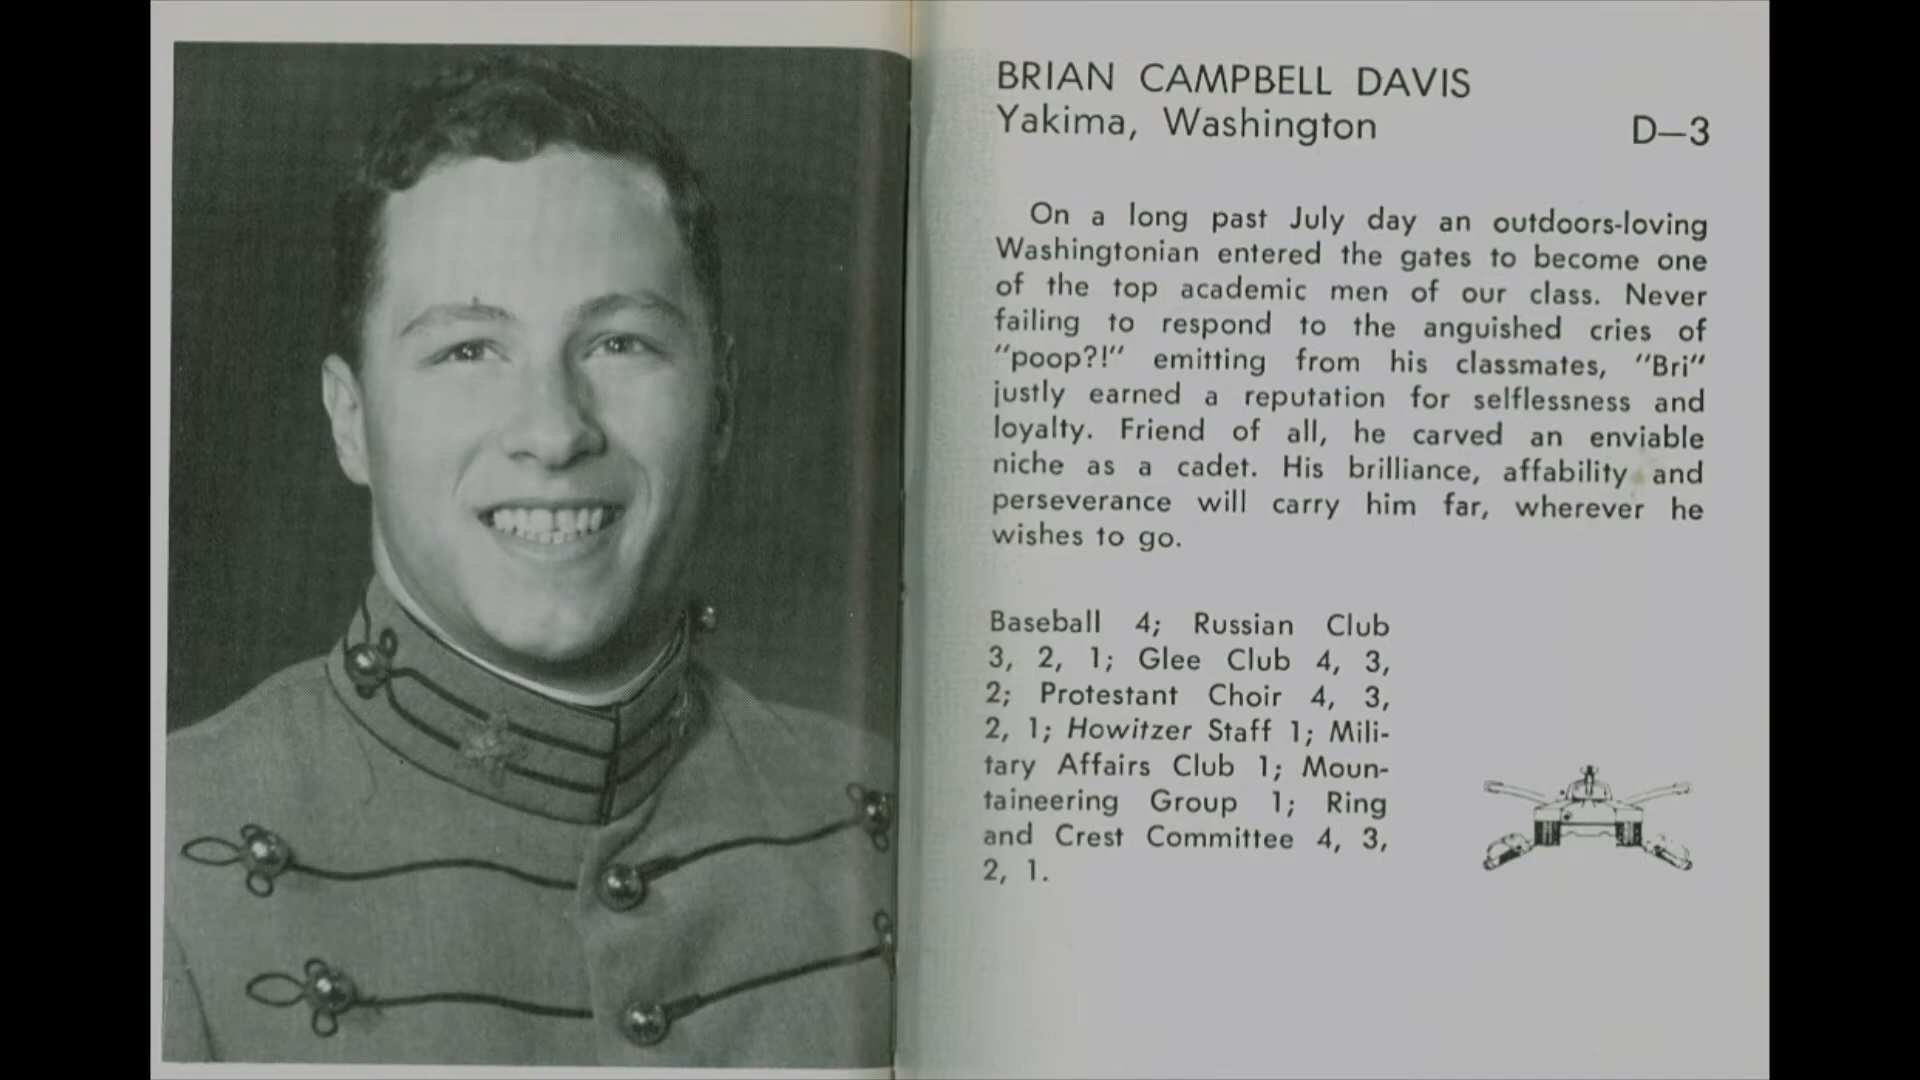 BRIAN CAMPBELL DAVIS
Yakima, Washington D—3
On a long past July day an outdoors-loving
Washingtonian entered the gates to become one
of the top academic men of our class. Never
failing to respond to the anguished cries of
"poop?!" emitting from his classmates, "Bri"
justly earned a reputation for selflessness and
loyalty. Friend of all, he carved an enviable
niche as a cadet. His brilliance, affability and
perseverance will carry him far, wherever he
wishes to go.
Baseball 4; Russian Club
3, 2, 1; Glee Club 4, 3,
2; Protestant Choir 4, 3,
2, 1; Howitzer Staff 1; Mili-
tary Affairs Club 1; Moun-
taineering Group 1; Ring
and Crest Committee 4, 3,
2, 1.